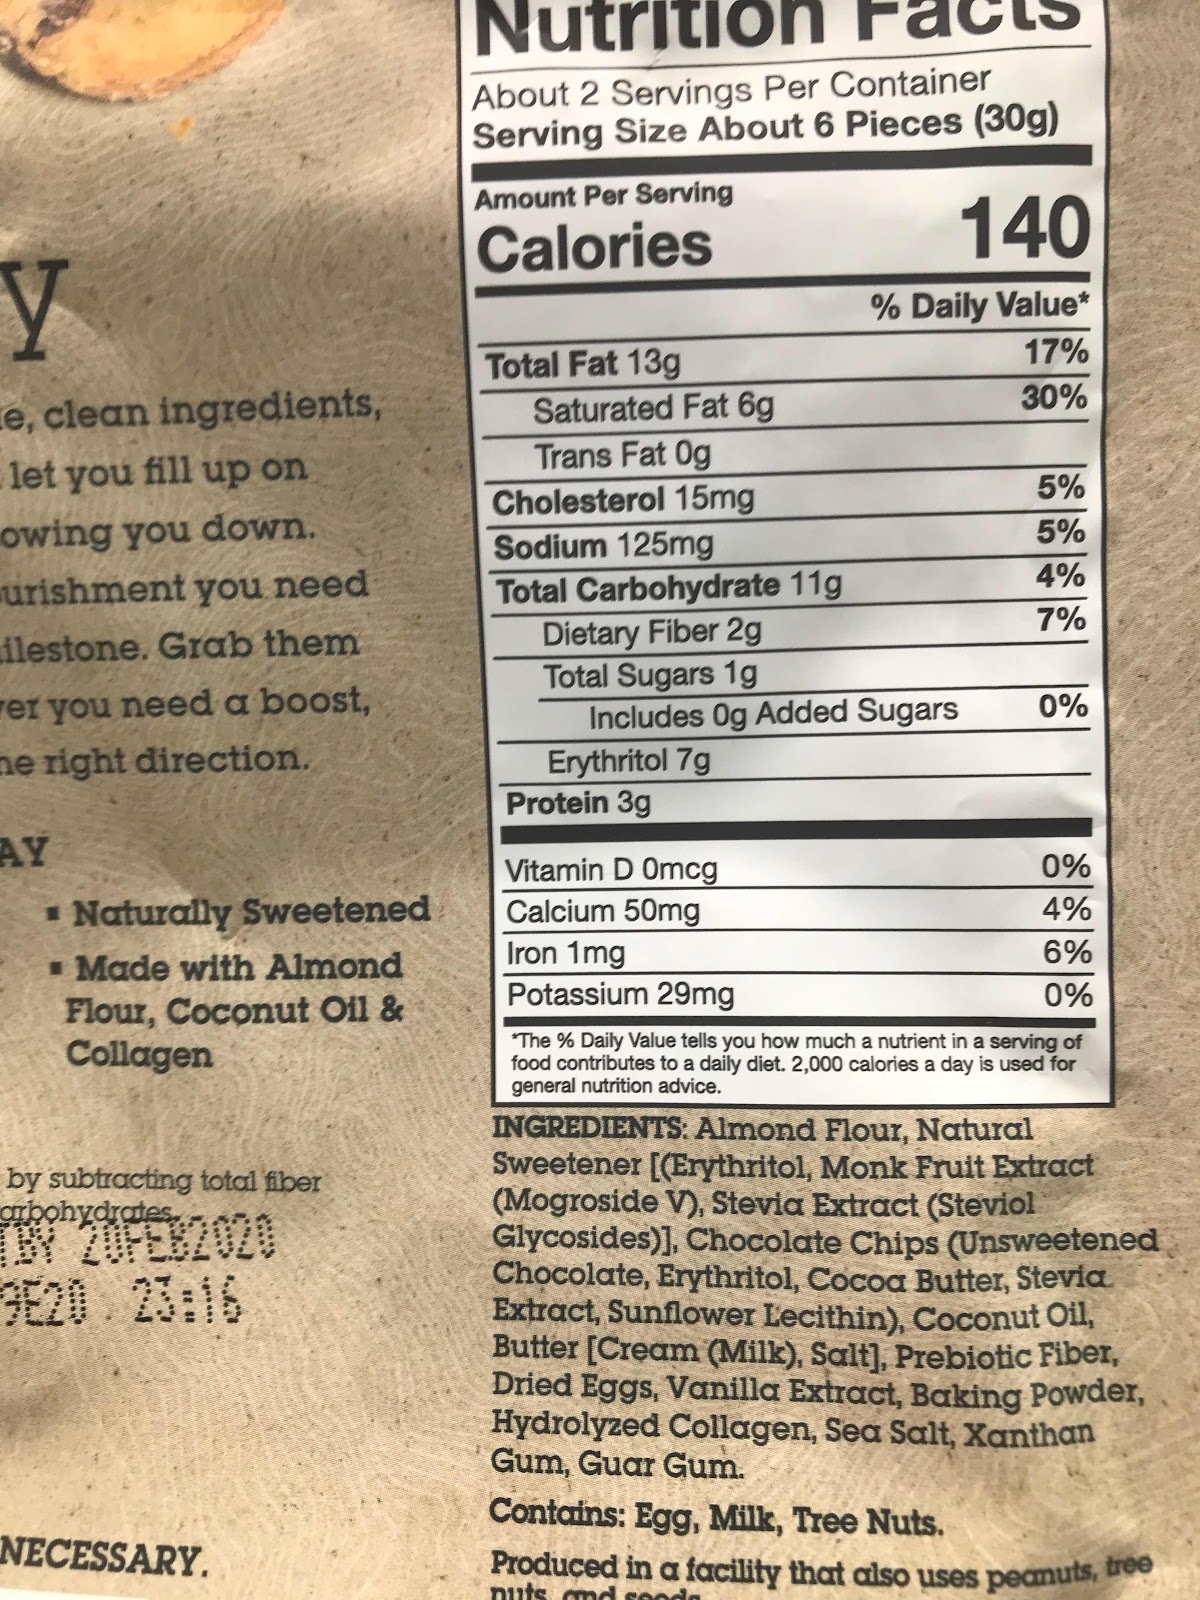 Nutrition Facts
About 2 Servings Per Container
Serving Size About 6 Pieces (30g)
Amount Per Serving
Calories 140
% Daily Value*
Total Fat 13g 17%
Saturated Fat 6g 30%
Trans Fat 0g
Cholesterol 15mg 5%
Sodium 125mg 5%
Total Carbohydrate 11g 4%
Dietary Fiber 2g 7%
Total Sugars 1g
Includes 0g Added Sugars 0%
Erythritol 7g
Protein 3g
Vitamin D 0mcg 0%
Calcium 50mg 4%
Iron 1mg 6%
Potassium 29mg 0%
*The % Daily Value tells you how much a nutrient in a serving of
food contributes to a daily diet. 2,000 calories a day is used for
general nutrition advice.
INGREDIENTS: Almond Flour, Natural
Sweetener [(Erythritol, Monk Fruit Extract
(Mogroside V), Stevia Extract (Steviol
Glycosides)], Chocolate Chips (Unsweetened
Chocolate, Erythritol, Cocoa Butter, Stevia
Extract, Sunflower Lecithin), Coconut Oil,
Butter [Cream (Milk), Salt], Prebiotic Fiber,
Dried Eggs, Vanilla Extract, Baking Powder,
Hydrolyzed Collagen, Sea Salt, Xanthan
Gum, Guar Gum.
Contains: Egg, Milk, Tree Nuts.
Produced in a facility that also uses peanuts, tree
nuts, and seeds
y
e, clean ingredients,
let you fill up on
owing you down.
urishment you need
ilestone. Grab them
er you need a boost,
he right direction.
AY
▪ Naturally Sweetened
▪ Made with Almond
Flour, Coconut Oil &
Collagen
by subtracting total fiber
arbohydrates.
BY 20FEB2020
9E20 23:16
NECESSARY.